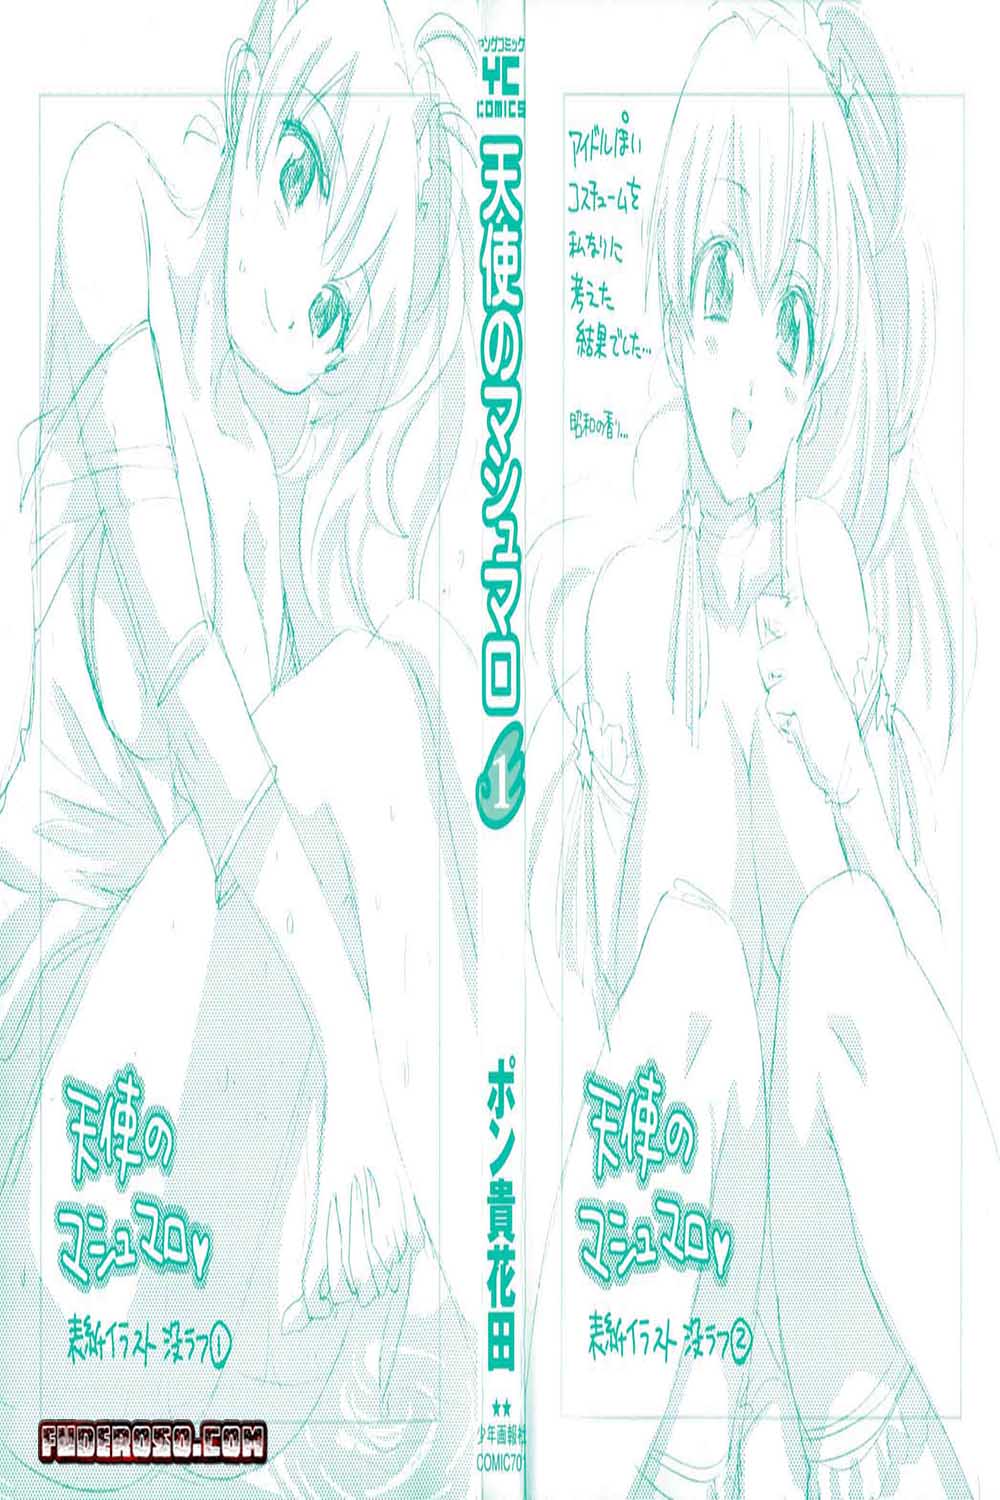 ヤングコミック
YC
COMICS
天使のマシュマロ
1
ポン貴花田
★★
少年画報社
COMIC701
アイドルぽい
コスチュームを
私なりに
考えた
結果でした…
昭和の香り…
天使の
マシュマロ♥
表紙イラスト 没ラフ①
天使の
マシュマロ♥
表紙イラスト 没ラフ②
FUDEROSO.COM